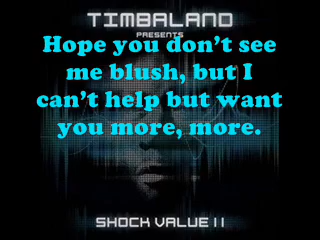 TIMBALAND
PRESENTS
Hope you don't see
me blush, but I
can't help but want
you more, more.
SHOCK VALUE II